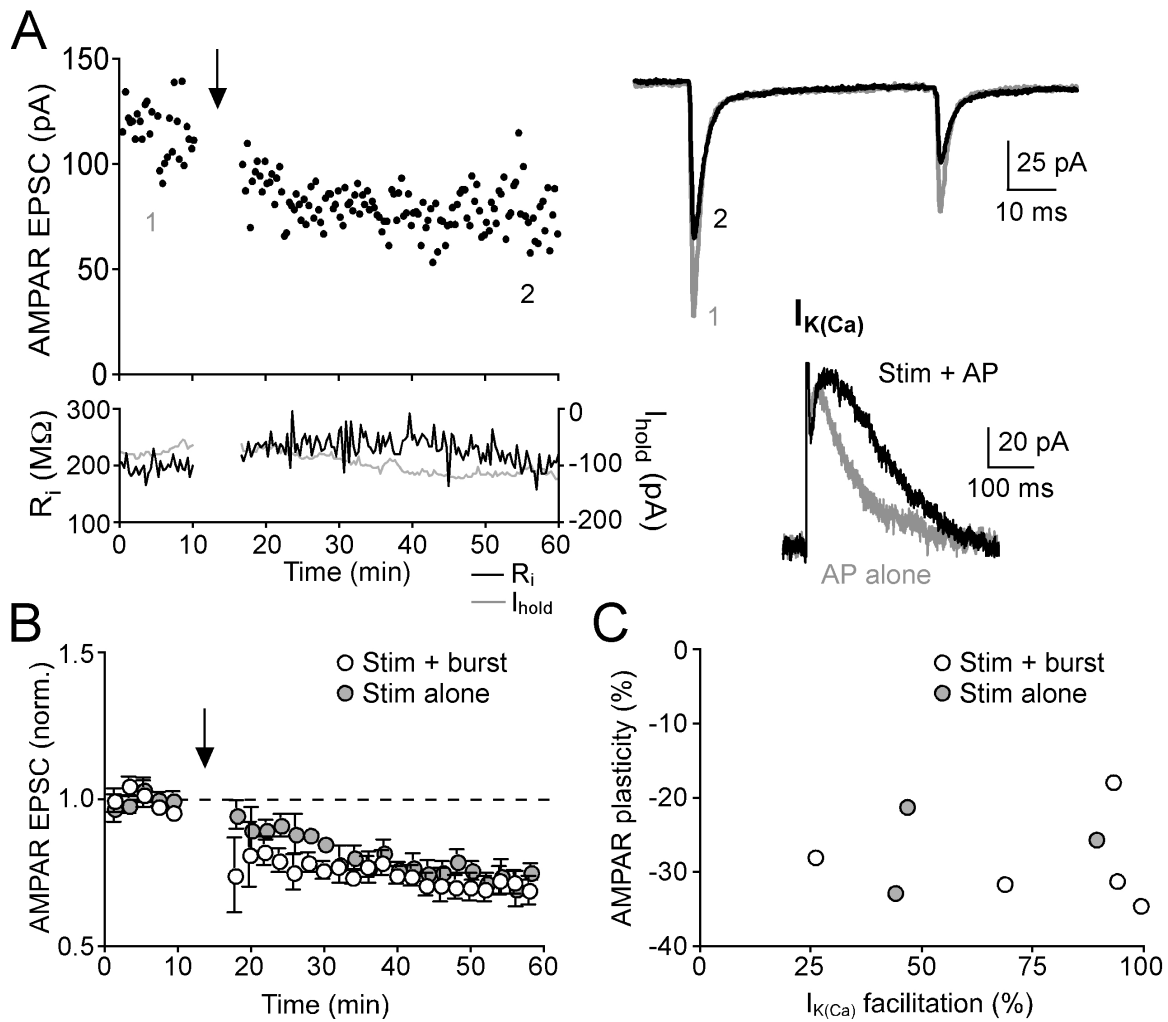 A
150
100
50
0
AMPAR EPSC (pA)
1
2
2
1
25 pA
10 ms
I K(Ca)
Stim + AP
20 pA
100 ms
AP alone
300
200
100
Ri (MΩ)
0
-100
-200
Ihold (pA)
0 10 20 30 40 50 60
Time (min)
Ri
Ihold
B
1.5
1.0
0.5
AMPAR EPSC (norm.)
Stim + burst
Stim alone
0 10 20 30 40 50 60
Time (min)
C
0
-10
-20
-30
-40
AMPAR plasticity (%)
Stim + burst
Stim alone
0 25 50 75 100
IK(Ca) facilitation (%)